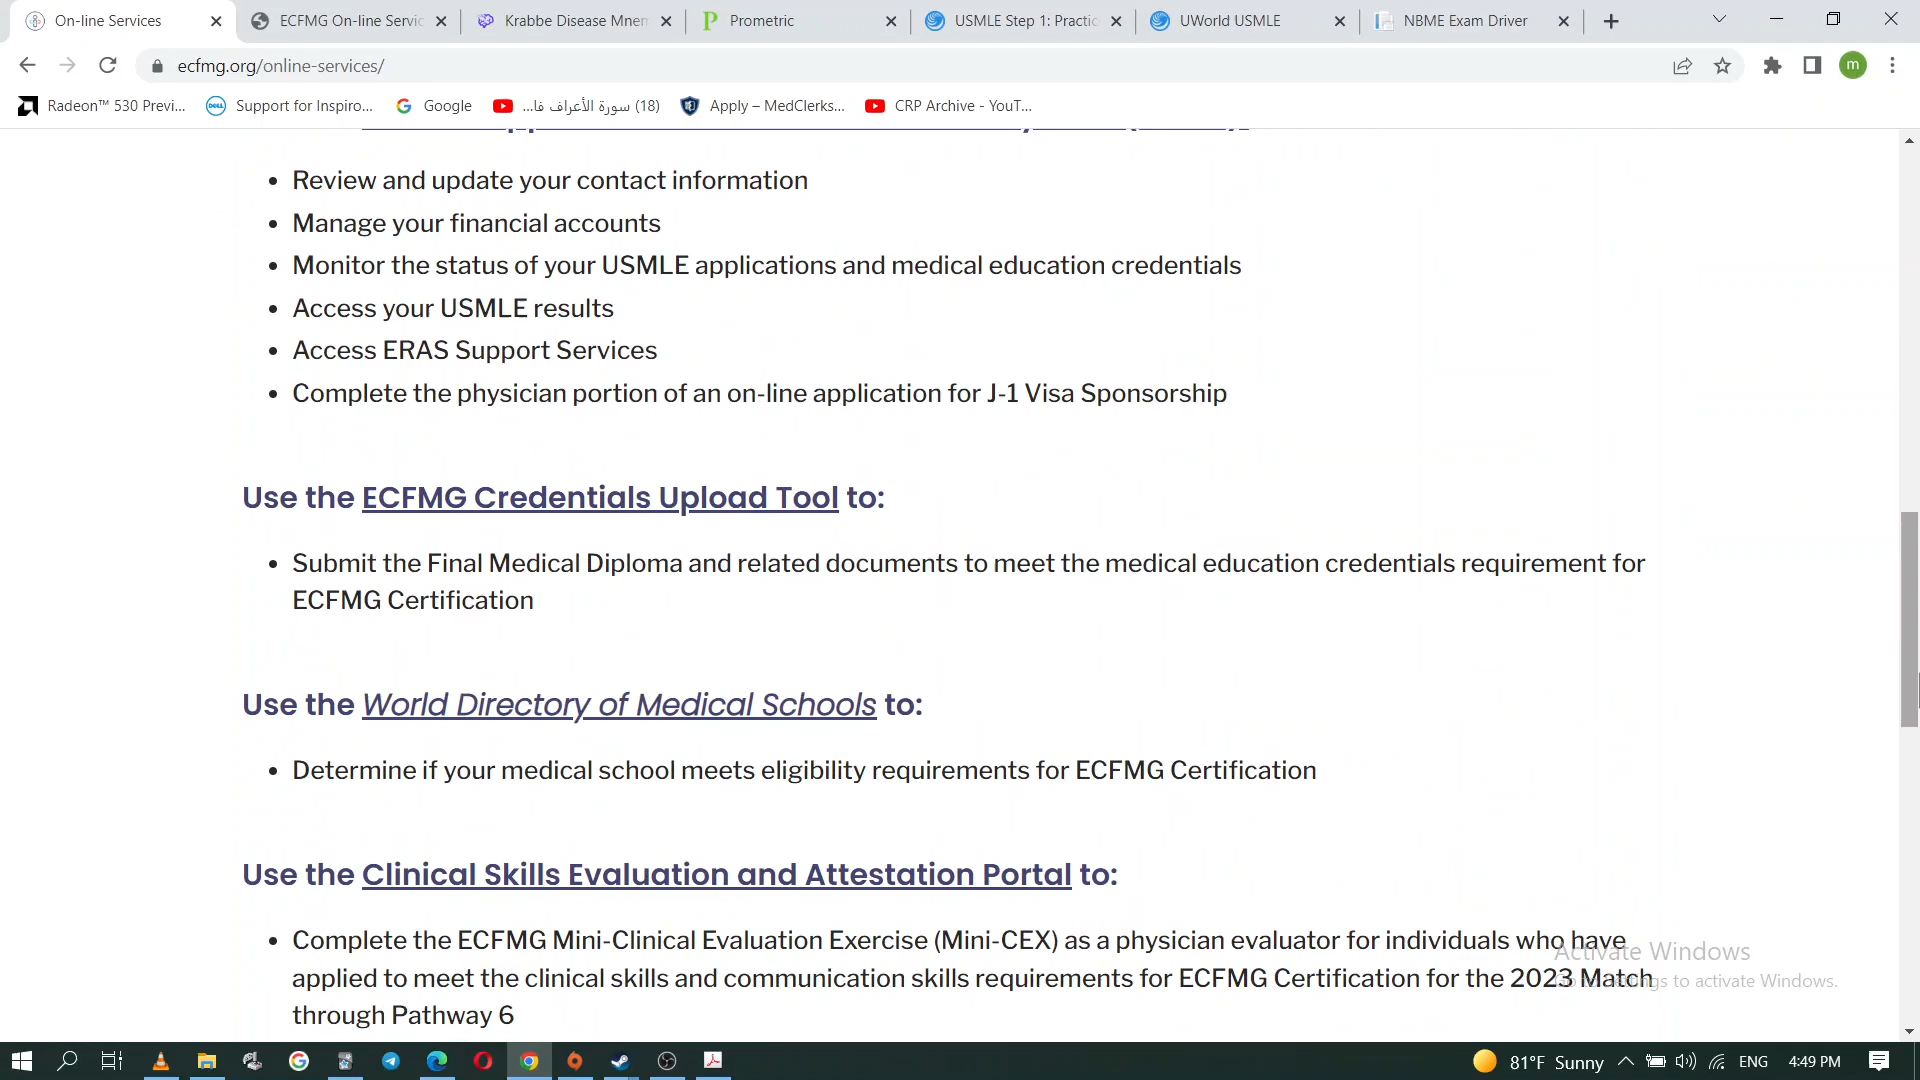 On-line Services
ECFMG On-line Servic
Krabbe Disease Mnem
Prometric
USMLE Step 1: Practic
UWorld USMLE
NBME Exam Driver
ecfmg.org/online-services/
m
Radeon™ 530 Previ...
DELL
Support for Inspiro...
Google
(18) سورة الأعراف فا...
Apply – MedClerks...
CRP Archive - YouT...
• Review and update your contact information
• Manage your financial accounts
• Monitor the status of your USMLE applications and medical education credentials
• Access your USMLE results
• Access ERAS Support Services
• Complete the physician portion of an on-line application for J-1 Visa Sponsorship
Use the ECFMG Credentials Upload Tool to:
• Submit the Final Medical Diploma and related documents to meet the medical education credentials requirement for
ECFMG Certification
Use the World Directory of Medical Schools to:
• Determine if your medical school meets eligibility requirements for ECFMG Certification
Use the Clinical Skills Evaluation and Attestation Portal to:
• Complete the ECFMG Mini-Clinical Evaluation Exercise (Mini-CEX) as a physician evaluator for individuals who have
applied to meet the clinical skills and communication skills requirements for ECFMG Certification for the 2023 Match
through Pathway 6
Activate Windows
Go to Settings to activate Windows.
81°F Sunny
ENG
4:49 PM